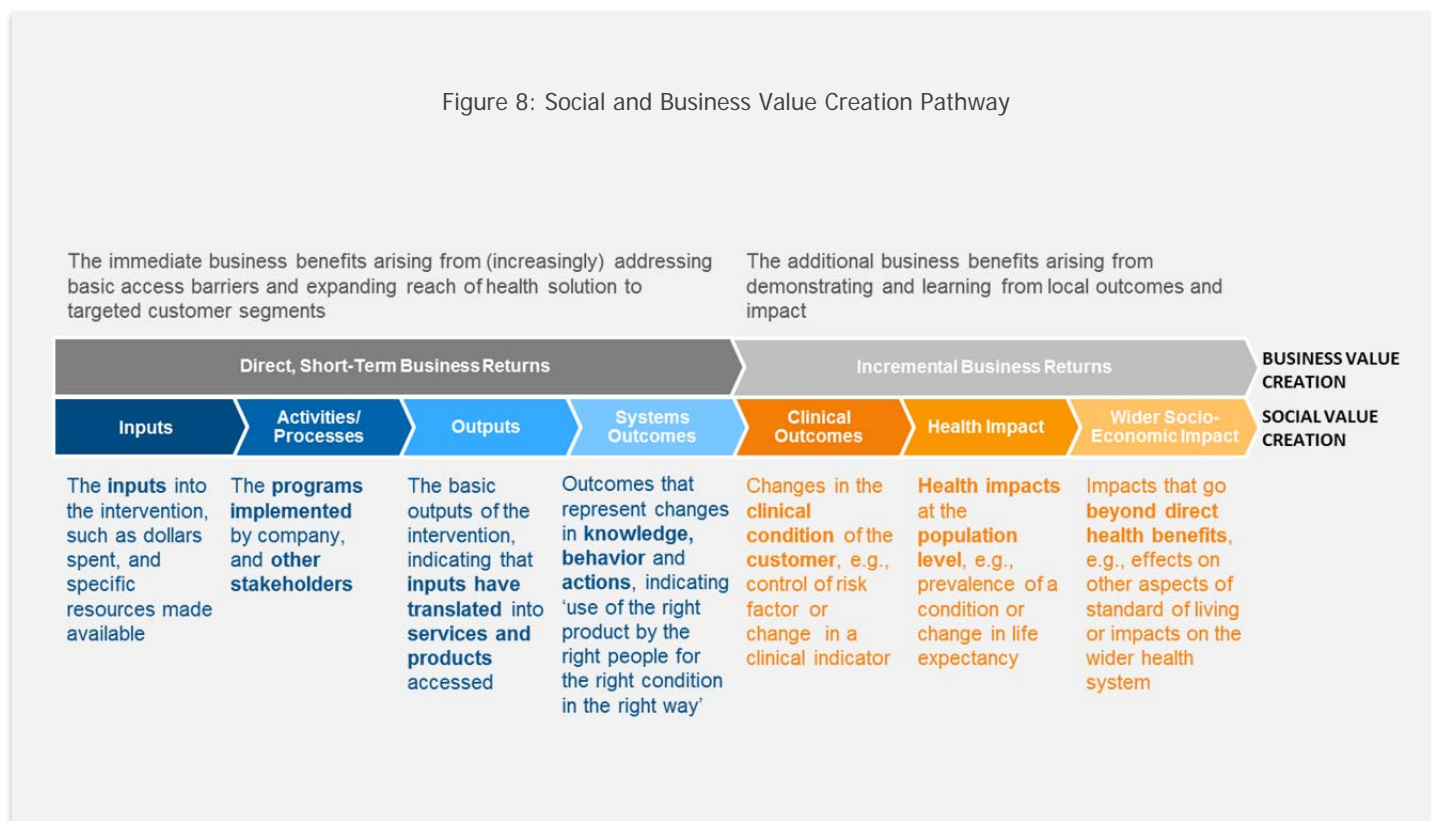 Figure 8: Social and Business Value Creation Pathway
The immediate business benefits arising from (increasingly) addressing
basic access barriers and expanding reach of health solution to
targeted customer segments
The additional business benefits arising from
demonstrating and learning from local outcomes and
impact
Direct, Short-Term Business Returns
Incremental Business Returns
BUSINESS VALUE
CREATION
Inputs
Activities/
Processes
Outputs
Systems
Outcomes
Clinical
Outcomes
Health Impact
Wider Socio-
Economic Impact
SOCIAL VALUE
CREATION
The inputs into
the intervention,
such as dollars
spent, and
specific
resources made
available
The programs
implemented
by company,
and other
stakeholders
The basic
outputs of the
intervention,
indicating that
inputs have
translated into
services and
products
accessed
Outcomes that
represent changes
in knowledge,
behavior and
actions, indicating
‘use of the right
product by the
right people for
the right condition
in the right way’
Changes in the
clinical
condition of the
customer, e.g.,
control of risk
factor or
change in a
clinical indicator
Health impacts
at the
population
level, e.g.,
prevalence of a
condition or
change in life
expectancy
Impacts that go
beyond direct
health benefits,
e.g., effects on
other aspects of
standard of living
or impacts on the
wider health
system